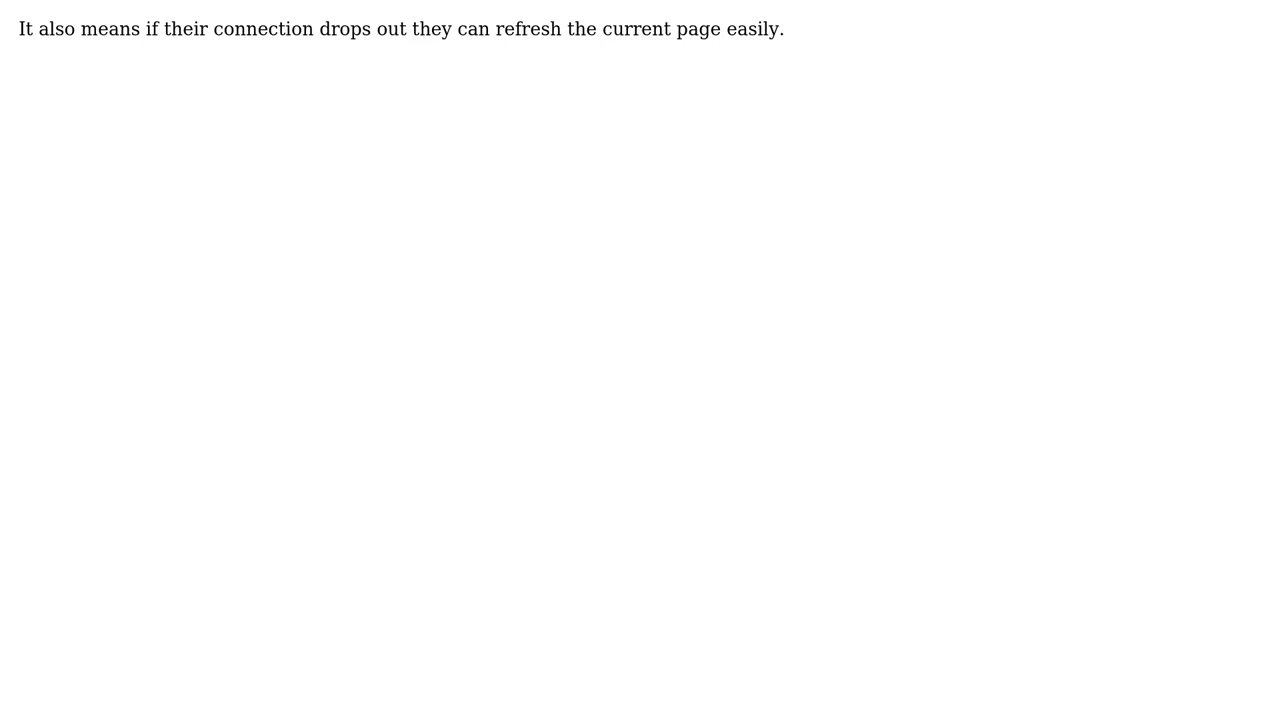 It also means if their connection drops out they can refresh the current page easily.